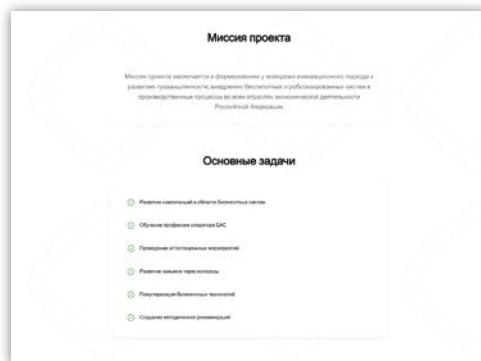 Миссия проекта
Миссия проекта заключается в формировании у молодежи инновационного подхода к
развитию промышленности, внедрению беспилотных и роботизированных систем в
производственные процессы во всех отраслях экономической деятельности
Российской Федерации
Основные задачи
Развитие компетенций в области беспилотных систем
Обучение профессии оператора БАС
Проведение аттестационных мероприятий
Развитие навыков через конкурсы
Популяризация беспилотных технологий
Создание методических рекомендаций